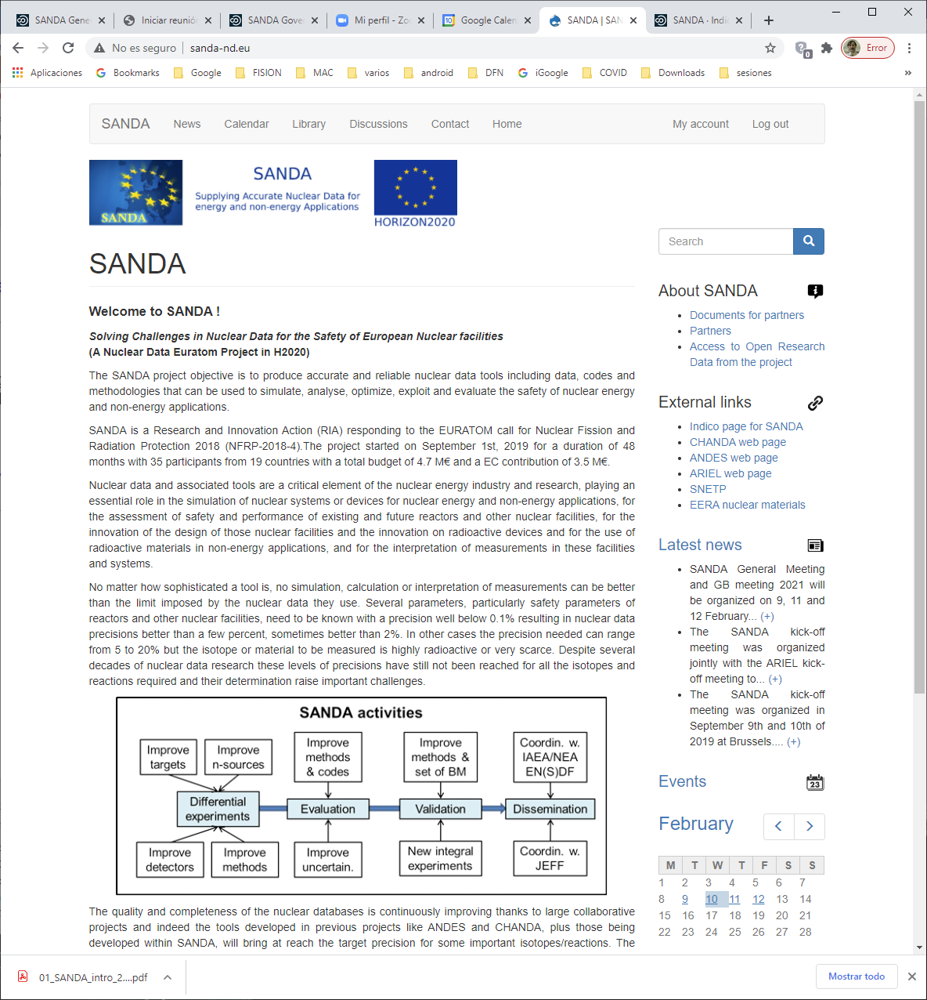 SANDA Gene
Iniciar reunió
SANDA Gove
Mi perfil - Zoo
Google Calen
SANDA | SAN
SANDA · Indic
No es seguro
sanda-nd.eu
0
Error
Aplicaciones
Bookmarks
Google
FISION
MAC
varios
android
DFN
iGoogle
COVID
Downloads
sesiones
»
SANDA
News
Calendar
Library
Discussions
Contact
Home
My account
Log out
SANDA
SANDA
Supplying Accurate Nuclear Data for
energy and non-energy Applications
HORIZON2020
SANDA
Welcome to SANDA !
Solving Challenges in Nuclear Data for the Safety of European Nuclear facilities
(A Nuclear Data Euratom Project in H2020)
The SANDA project objective is to produce accurate and reliable nuclear data tools including data, codes and
methodologies that can be used to simulate, analyse, optimize, exploit and evaluate the safety of nuclear energy
and non-energy applications.
SANDA is a Research and Innovation Action (RIA) responding to the EURATOM call for Nuclear Fission and
Radiation Protection 2018 (NFRP-2018-4).The project started on September 1st, 2019 for a duration of 48
months with 35 participants from 19 countries with a total budget of 4.7 M€ and a EC contribution of 3.5 M€.
Nuclear data and associated tools are a critical element of the nuclear energy industry and research, playing an
essential role in the simulation of nuclear systems or devices for nuclear energy and non-energy applications, for
the assessment of safety and performance of existing and future reactors and other nuclear facilities, for the
innovation of the design of those nuclear facilities and the innovation on radioactive devices and for the use of
radioactive materials in non-energy applications, and for the interpretation of measurements in these facilities
and systems.
No matter how sophisticated a tool is, no simulation, calculation or interpretation of measurements can be better
than the limit imposed by the nuclear data they use. Several parameters, particularly safety parameters of
reactors and other nuclear facilities, need to be known with a precision well below 0.1% resulting in nuclear data
precisions better than a few percent, sometimes better than 2%. In other cases the precision needed can range
from 5 to 20% but the isotope or material to be measured is highly radioactive or very scarce. Despite several
decades of nuclear data research these levels of precisions have still not been reached for all the isotopes and
reactions required and their determination raise important challenges.
SANDA activities
Improve
targets
Improve
n-sources
Improve
methods
& codes
Improve
methods &
set of BM
Coordin. w.
IAEA/NEA
EN(S)DF
Differential
experiments
Evaluation
Validation
Dissemination
Improve
detectors
Improve
methods
Improve
uncertain.
New integral
experiments
Coordin. w.
JEFF
The quality and completeness of the nuclear databases is continuously improving thanks to large collaborative
projects and indeed the tools developed in previous projects like ANDES and CHANDA, plus those being
developed within SANDA, will bring at reach the target precision for some important isotopes/reactions. The
Search
About SANDA
Documents for partners
Partners
Access to Open Research
Data from the project
External links
Indico page for SANDA
CHANDA web page
ANDES web page
ARIEL web page
SNETP
EERA nuclear materials
Latest news
SANDA General Meeting
and GB meeting 2021 will
be organized on 9, 11 and
12 February... (+)
The SANDA kick-off
meeting was organized
jointly with the ARIEL kick-
off meeting to... (+)
The SANDA kick-off
meeting was organized in
September 9th and 10th of
2019 at Brussels.... (+)
Events
23
February
M T W T F S S
1 2 3 4 5 6 7
8 9 10 11 12 13 14
15 16 17 18 19 20 21
22 23 24 25 26 27 28
01_SANDA_intro_2....pdf
Mostrar todo